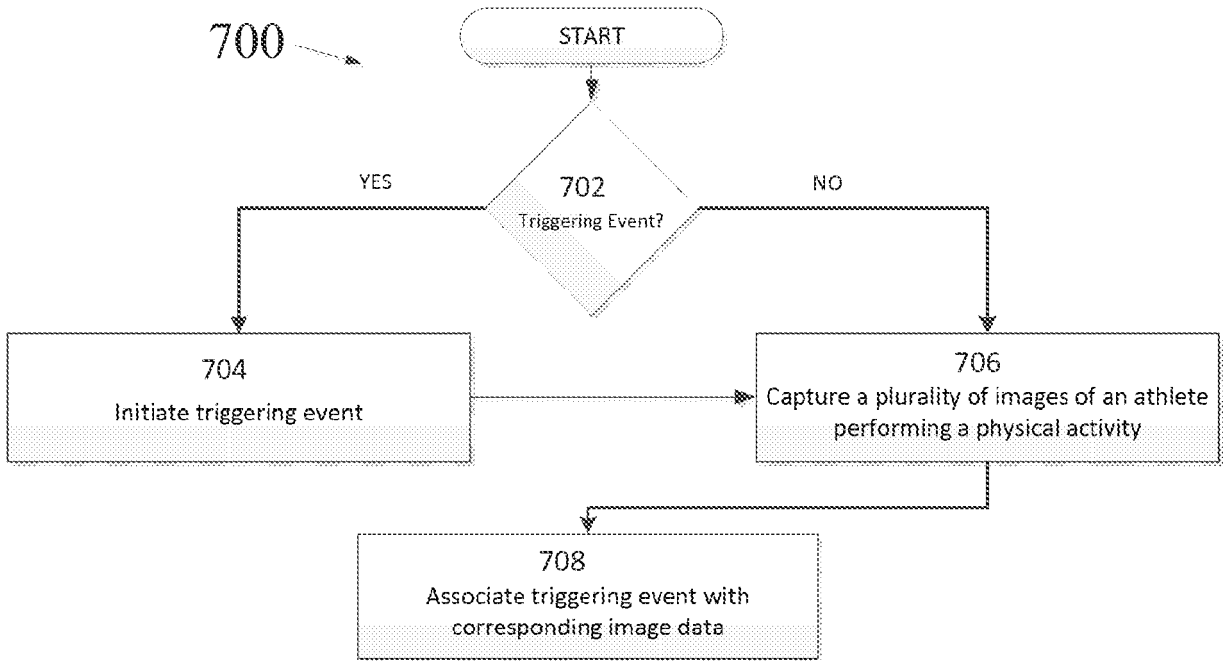 700
START
702
Triggering Event?
YES
NO
704
Initiate triggering event
706
Capture a plurality of images of an athlete
performing a physical activity
708
Associate triggering event with
corresponding image data